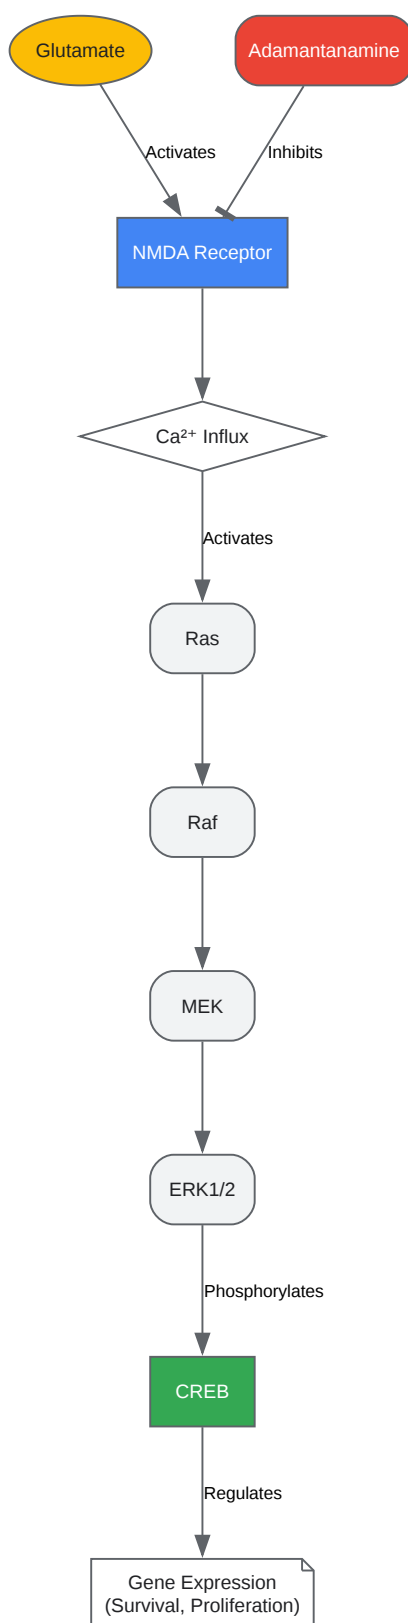 Glutamate
Adamantanamine
Activates
Inhibits
NMDA Receptor
Ca²⁺ Influx
Activates
Ras
Raf
MEK
ERK1/2
Phosphorylates
CREB
Regulates
Gene Expression
(Survival, Proliferation)